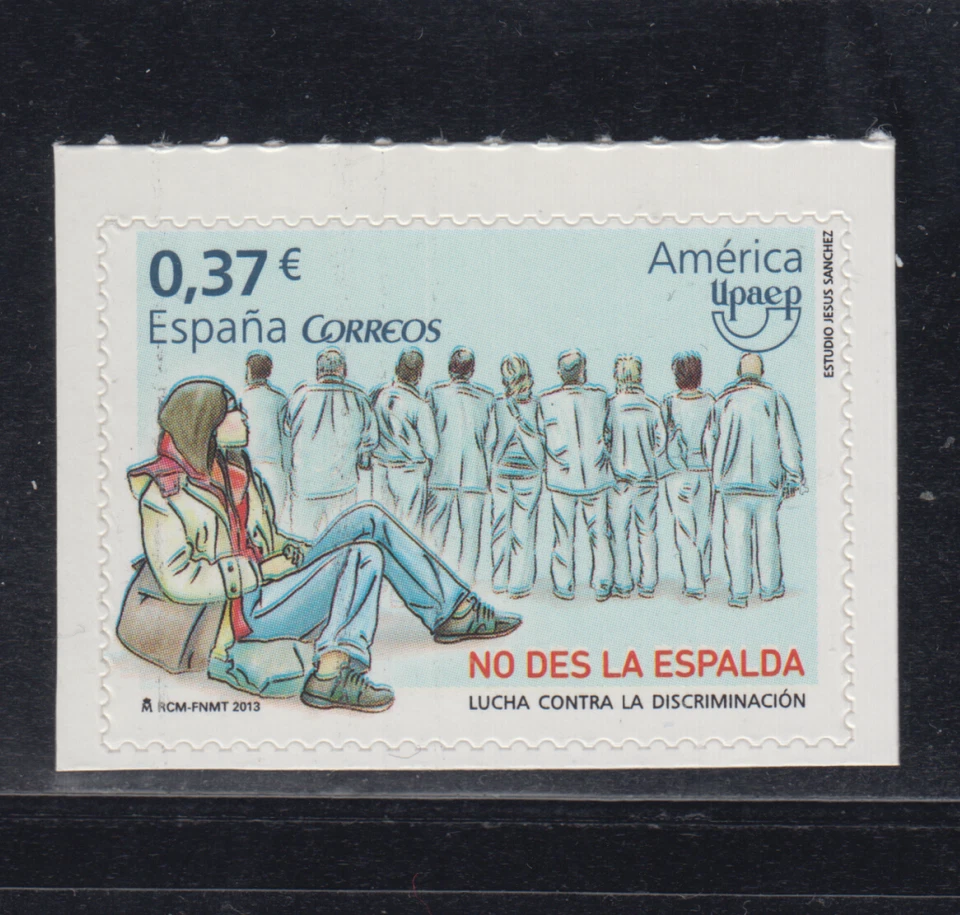 0,37 €
España CORREOS
América
Upaep
ESTUDIO JESUS SANCHEZ
NO DES LA ESPALDA
LUCHA CONTRA LA DISCRIMINACIÓN
RCM-FNMT 2013